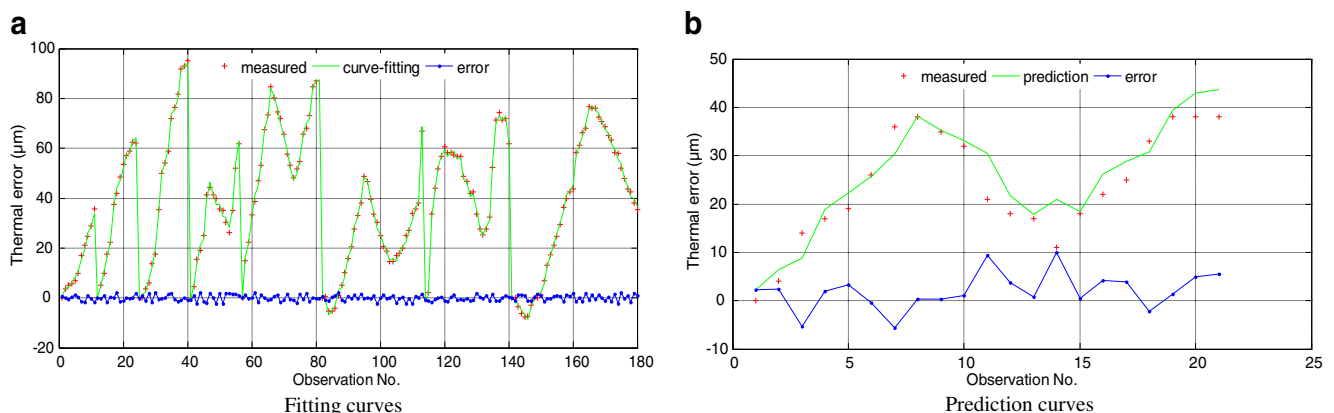 a
100
80
60
40
20
0
-20
Thermal error (µm)
measured curve-fitting error
0 20 40 60 80 100 120 140 160 180
Observation No.
Fitting curves
b
50
40
30
20
10
0
-10
Thermal error (µm)
measured prediction error
0 5 10 15 20 25
Observation No.
Prediction curves